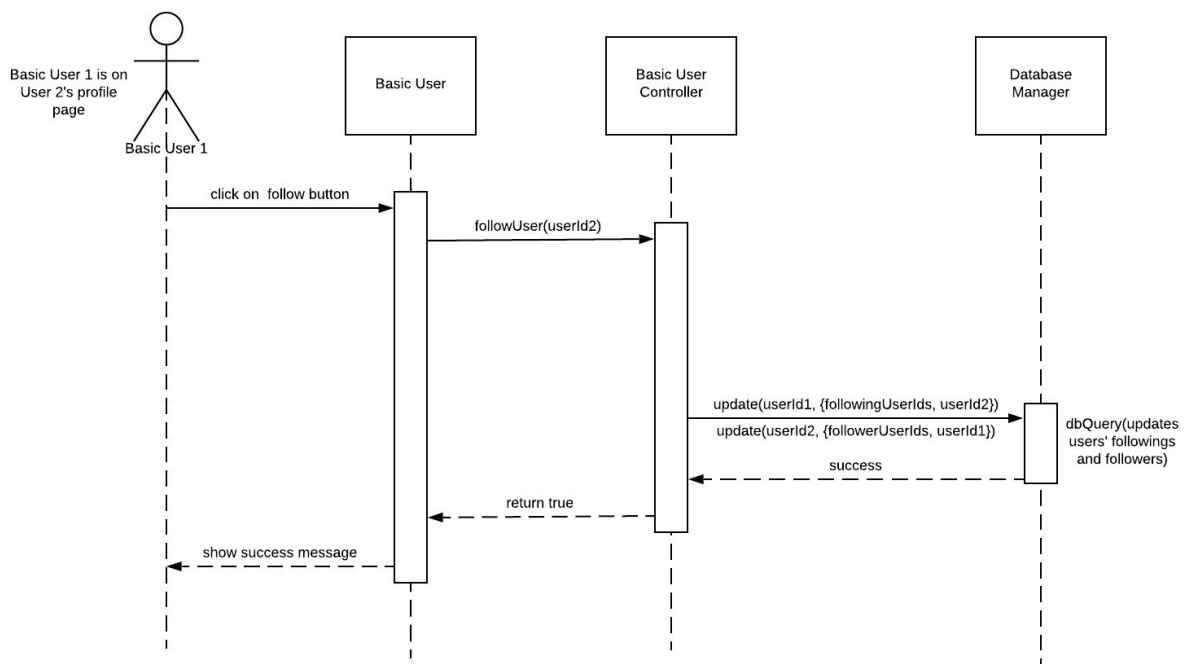 Basic User 1 is on
User 2's profile
page
Basic User 1
Basic User
Basic User
Controller
Database
Manager
click on follow button
followUser(userId2)
update(userId1, {followingUserIds, userId2})
update(userId2, {followerUserIds, userId1})
dbQuery(updates
users' followings
and followers)
success
return true
show success message